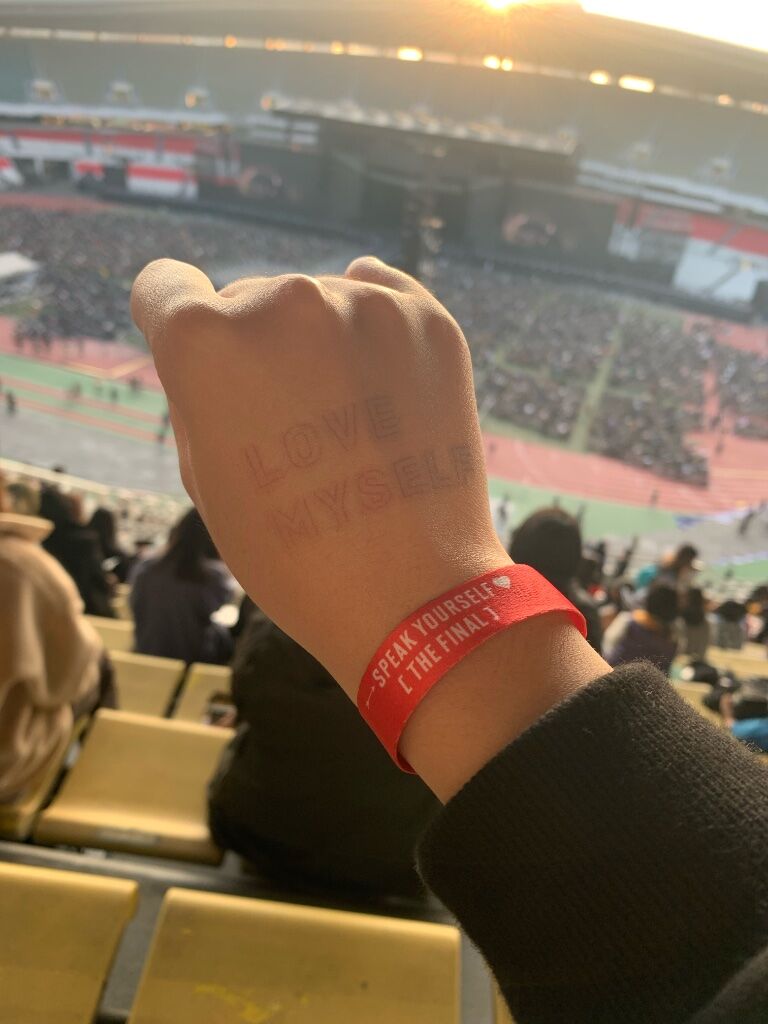 LOVE
MYSELF
SPEAK YOURSELF
[ THE FINAL ]